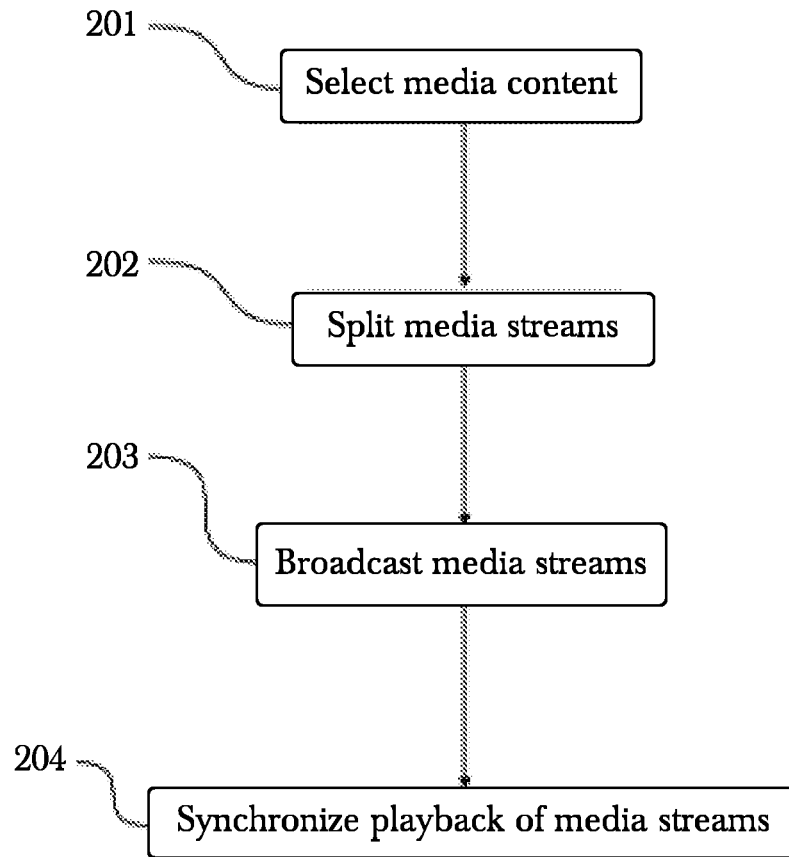 201
Select media content
202
Split media streams
203
Broadcast media streams
204
Synchronize playback of media streams